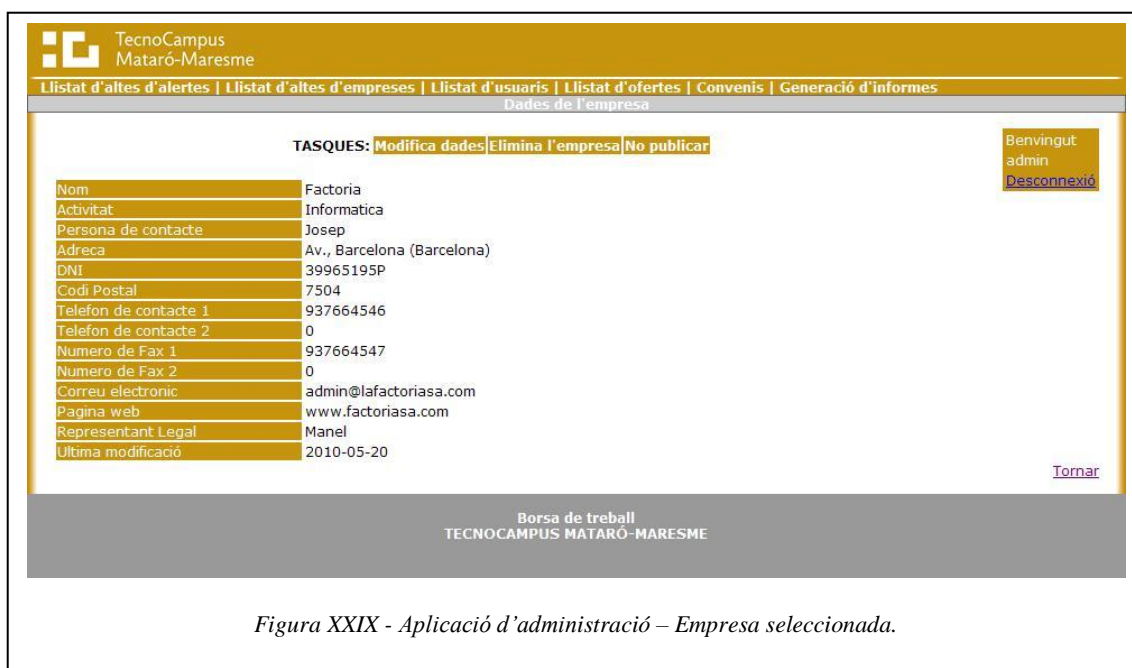 TecnoCampus
Mataró-Maresme
Llistat d'altes d'alertes | Llistat d'altes d'empreses | Llistat d'usuaris | Llistat d'ofertes | Convenis | Generació d'informes
Dades de l'empresa
TASQUES: Modifica dades Elimina l'empresa No publicar
Benvingut
admin
Desconnexió
Nom Factoria
Activitat Informatica
Persona de contacte Josep
Adreca Av., Barcelona (Barcelona)
DNI 39965195P
Codi Postal 7504
Telefon de contacte 1 937664546
Telefon de contacte 2 0
Numero de Fax 1 937664547
Numero de Fax 2 0
Correu electronic admin@lafactoriasa.com
Pagina web www.factoriasa.com
Representant Legal Manel
Ultima modificació 2010-05-20
Tornar
Borsa de treball
TECNOCAMPUS MATARÓ-MARESME
Figura XXIX - Aplicació d’administració – Empresa seleccionada.